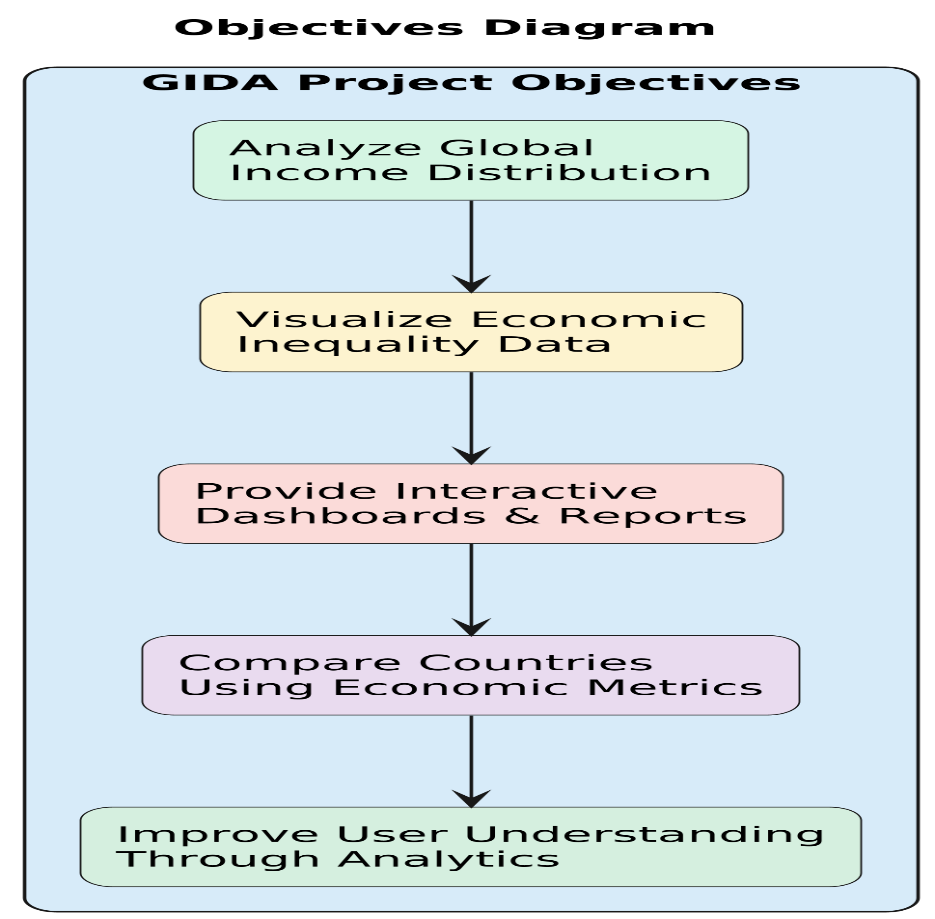 Objectives Diagram
GIDA Project Objectives
Analyze Global
Income Distribution
Visualize Economic
Inequality Data
Provide Interactive
Dashboards & Reports
Compare Countries
Using Economic Metrics
Improve User Understanding
Through Analytics